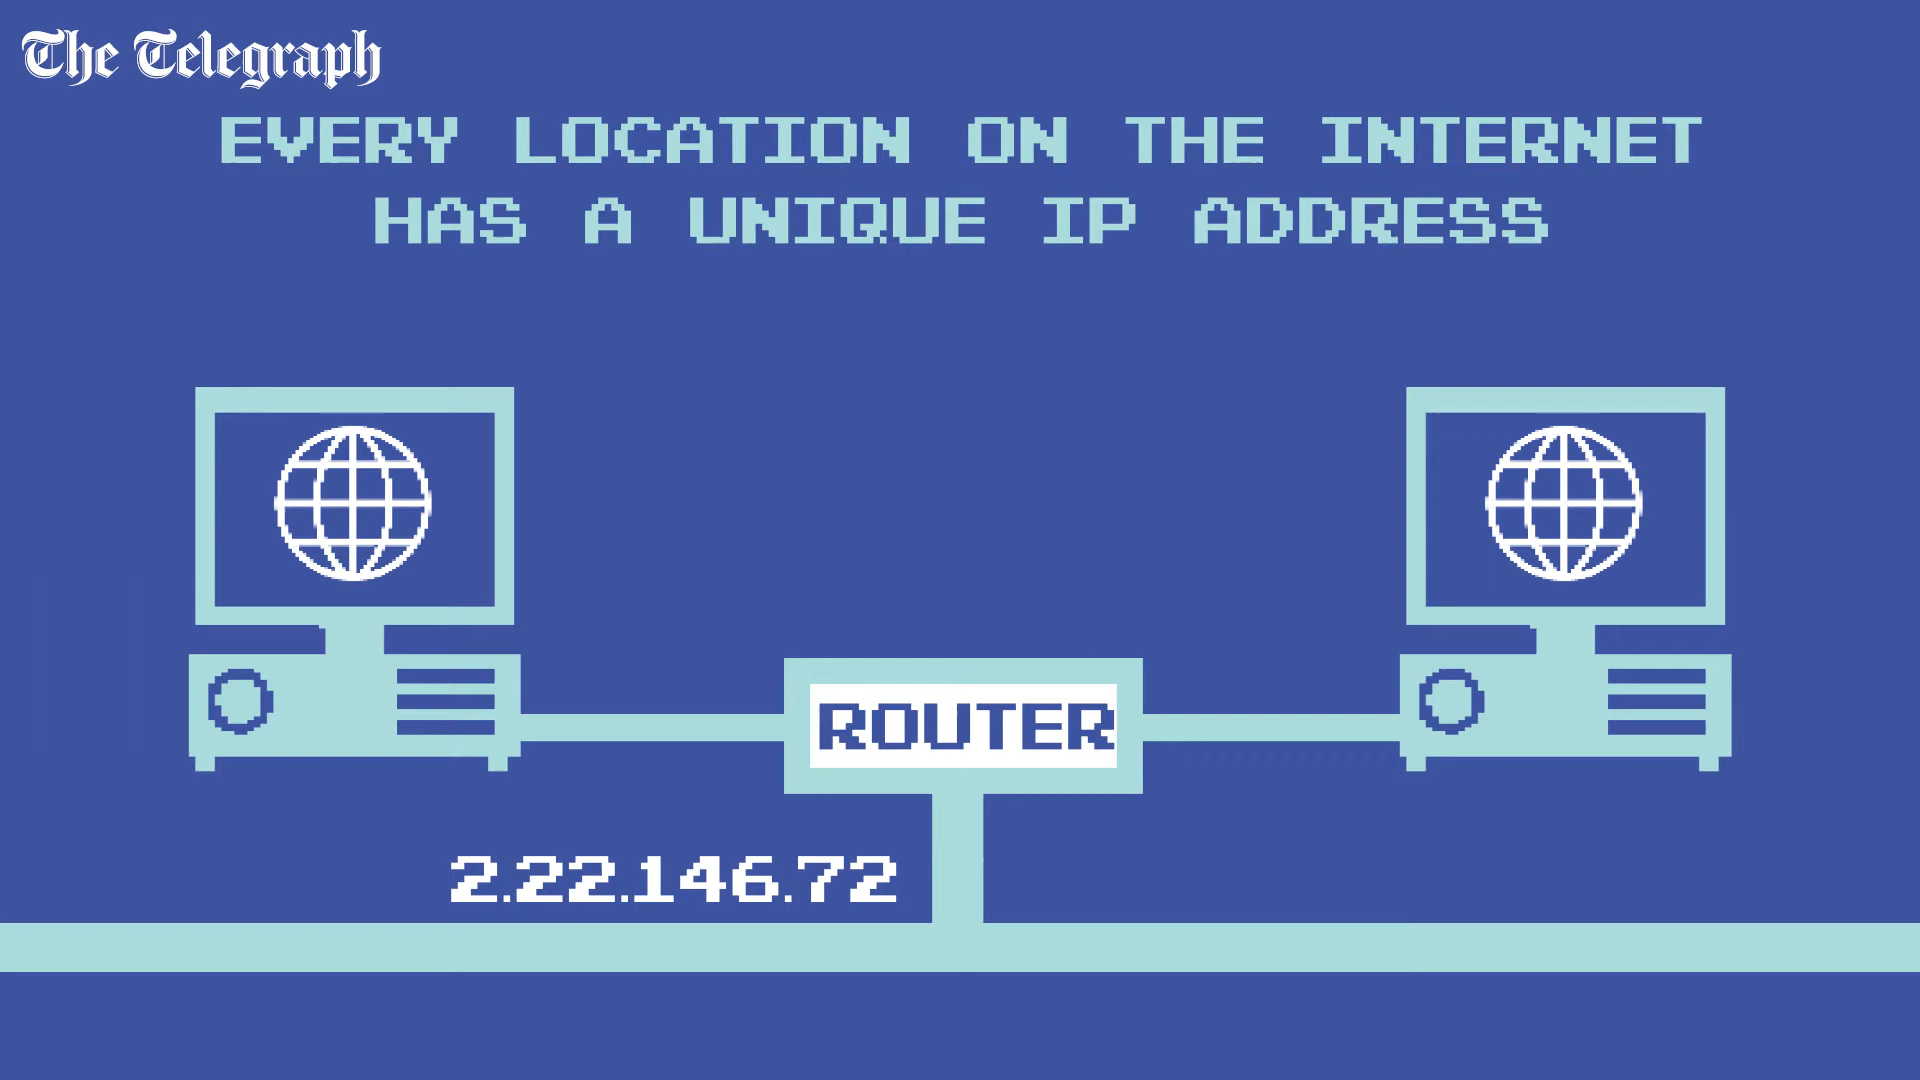 The Telegraph
EVERY LOCATION ON THE INTERNET
HAS A UNIQUE IP ADDRESS
ROUTER
2.22.146.72